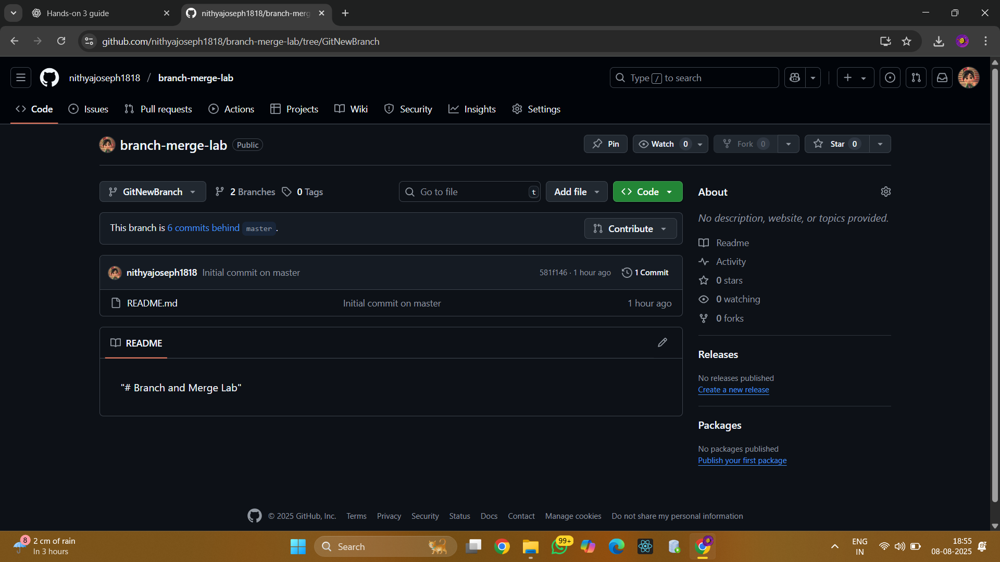 Hands-on 3 guide
nithyajoseph1818/branch-merg
github.com/nithyajoseph1818/branch-merge-lab/tree/GitNewBranch
nithyajoseph1818 / branch-merge-lab
Type / to search
Code Issues Pull requests Actions Projects Wiki Security Insights Settings
branch-merge-lab Public
Pin Watch 0 Fork 0 Star 0
GitNewBranch 2 Branches 0 Tags Go to file t Add file Code
This branch is 6 commits behind master .
Contribute
nithyajoseph1818 Initial commit on master 581f146 · 1 hour ago 1 Commit
README.md Initial commit on master 1 hour ago
README
"# Branch and Merge Lab"
About
No description, website, or topics provided.
Readme
Activity
0 stars
0 watching
0 forks
Releases
No releases published
Create a new release
Packages
No packages published
Publish your first package
© 2025 GitHub, Inc. Terms Privacy Security Status Docs Contact Manage cookies Do not share my personal information
8 2 cm of rain
In 3 hours
Search
99+
ENG
IN
18:55
08-08-2025